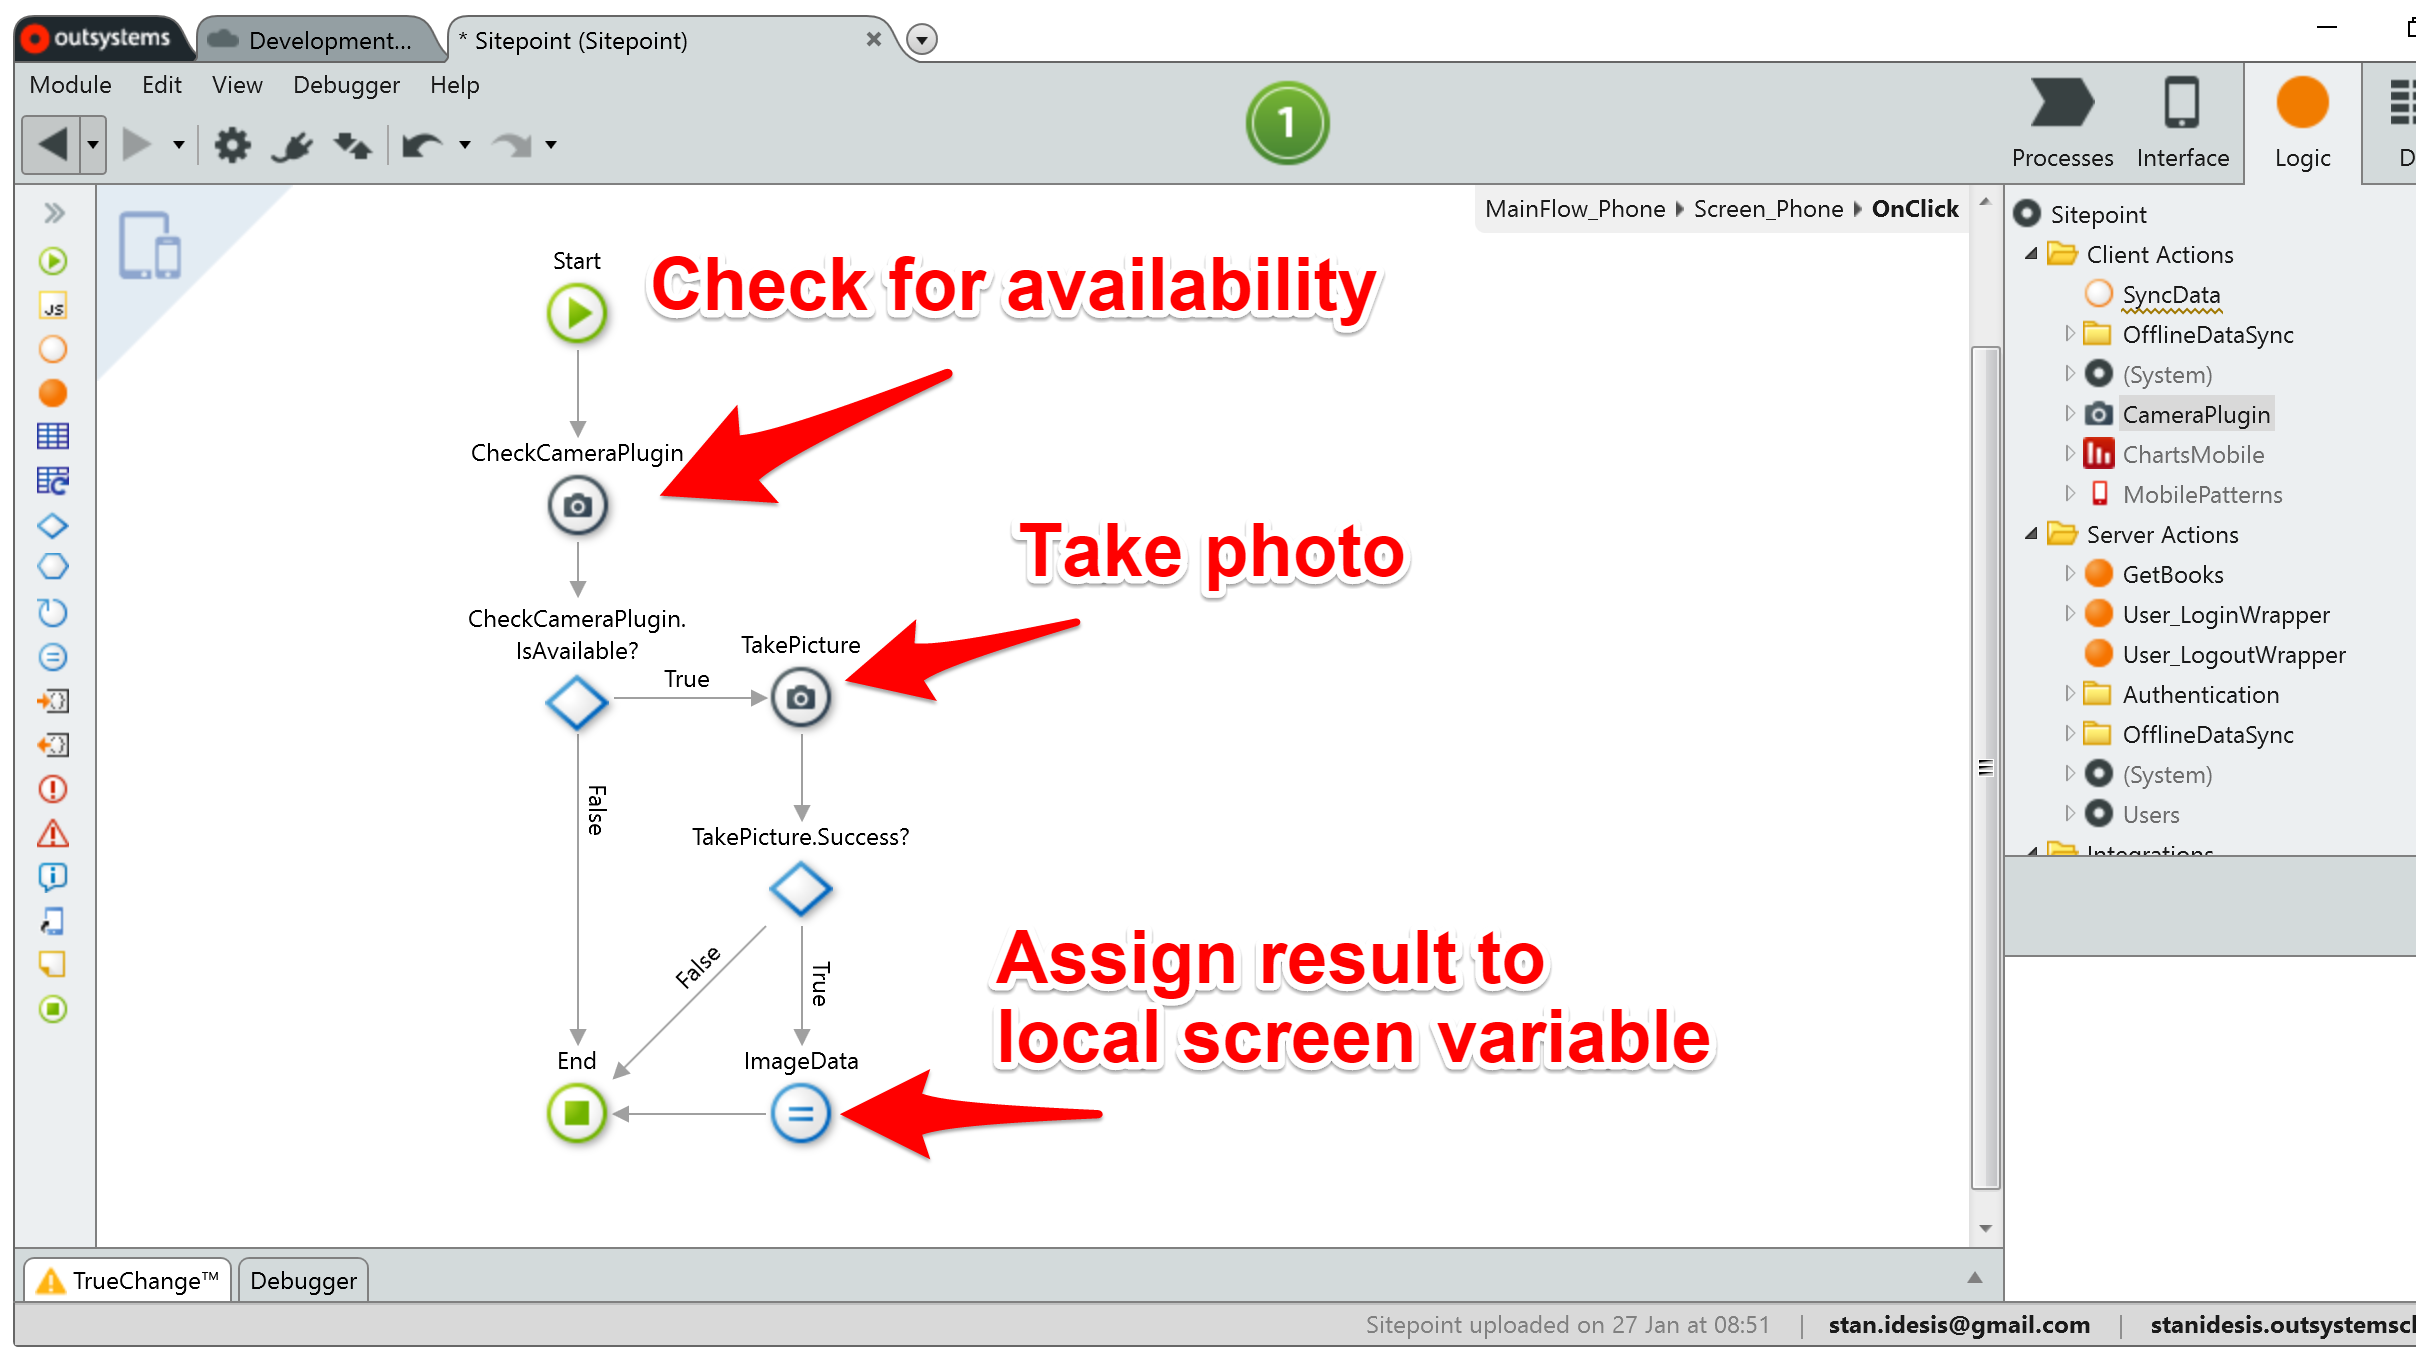 outsystems
Development...
* Sitepoint (Sitepoint)
Module Edit View Debugger Help
1
Processes Interface Logic D
MainFlow_Phone Screen_Phone OnClick
JS
Start
Check for availability
CheckCameraPlugin
Take photo
CheckCameraPlugin.
IsAvailable?
True
TakePicture
False
TakePicture.Success?
False
True
Assign result to
local screen variable
End
ImageData
Sitepoint
Client Actions
SyncData
OfflineDataSync
(System)
CameraPlugin
ChartsMobile
MobilePatterns
Server Actions
GetBooks
User_LoginWrapper
User_LogoutWrapper
Authentication
OfflineDataSync
(System)
Users
Integrations
TrueChange™
Debugger
Sitepoint uploaded on 27 Jan at 08:51 | stan.idesis@gmail.com | stanidesis.outsystemscl